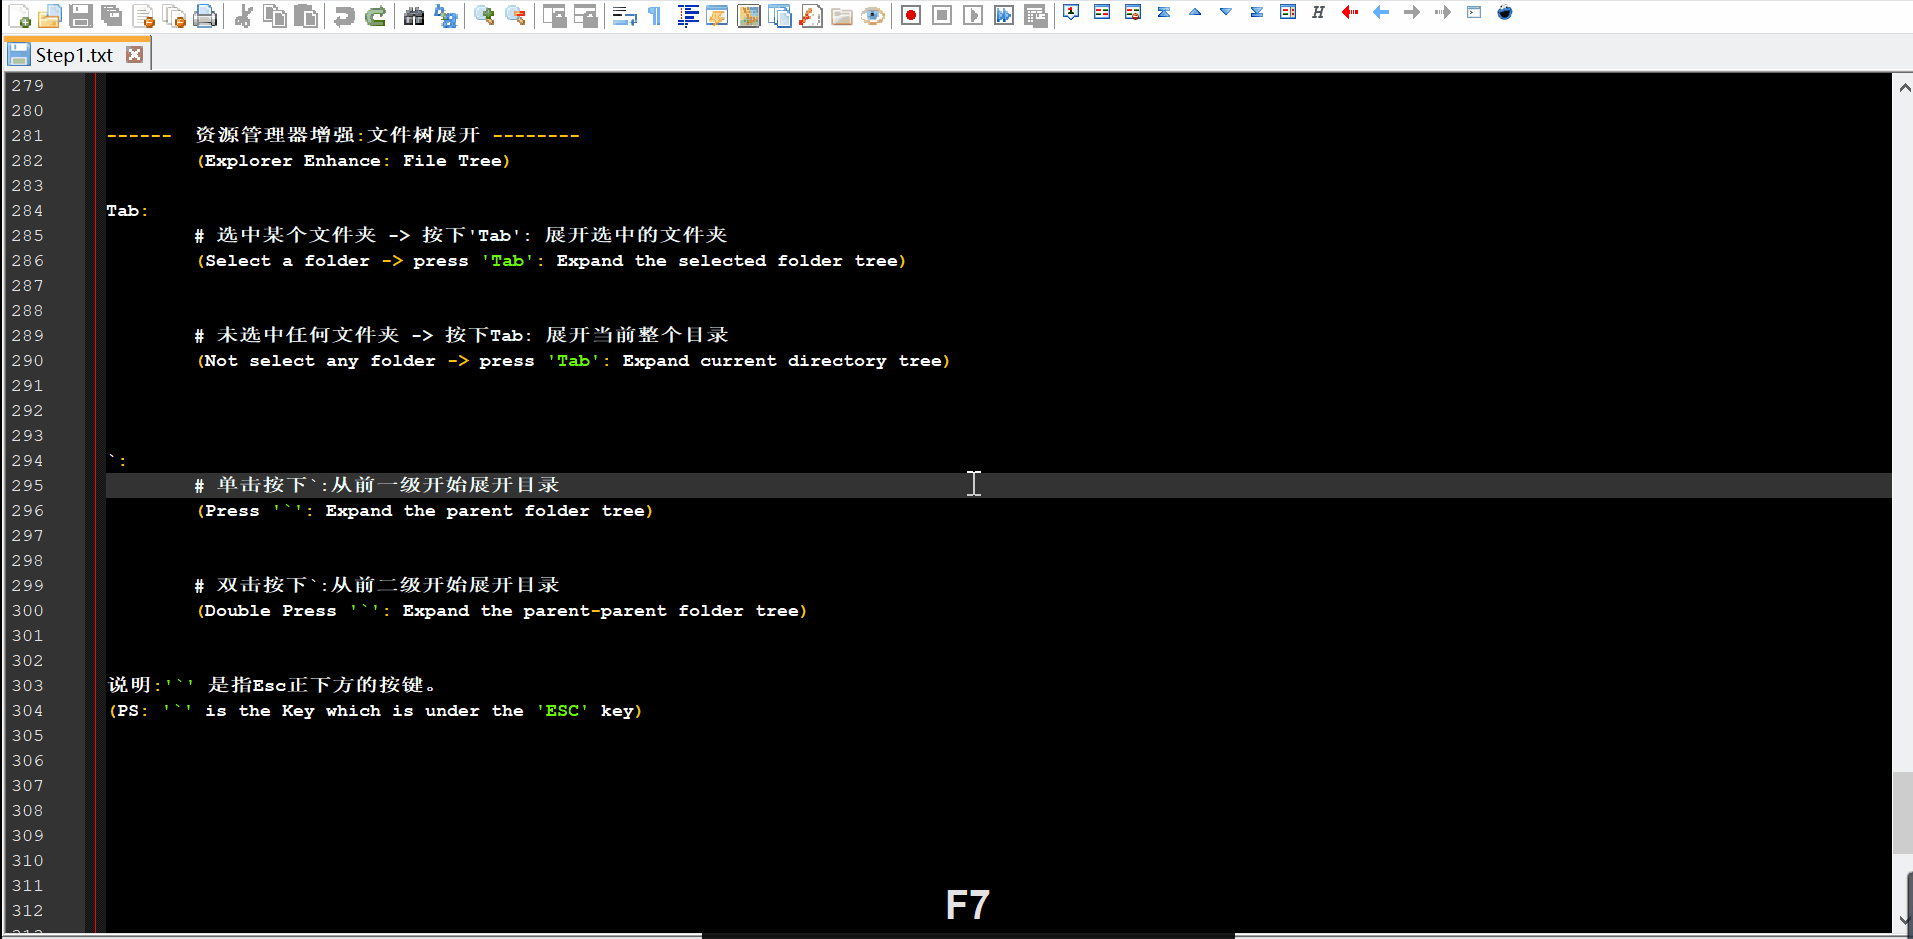 Step1.txt
279
280
281 ------ 资源管理器增强:文件树展开 --------
282 (Explorer Enhance: File Tree)
283
284 Tab:
285 # 选中某个文件夹 -> 按下'Tab': 展开选中的文件夹
286 (Select a folder -> press 'Tab': Expand the selected folder tree)
287
288
289 # 未选中任何文件夹 -> 按下Tab: 展开当前整个目录
290 (Not select any folder -> press 'Tab': Expand current directory tree)
291
292
293
294 `:
295 # 单击按下`:从前一级开始展开目录
296 (Press '`': Expand the parent folder tree)
297
298
299 # 双击按下`:从前二级开始展开目录
300 (Double Press '`': Expand the parent-parent folder tree)
301
302
303 说明:'`' 是指Esc正下方的按键。
304 (PS: '`' is the Key which is under the 'ESC' key)
305
306
307
308
309
310
311
312
F7